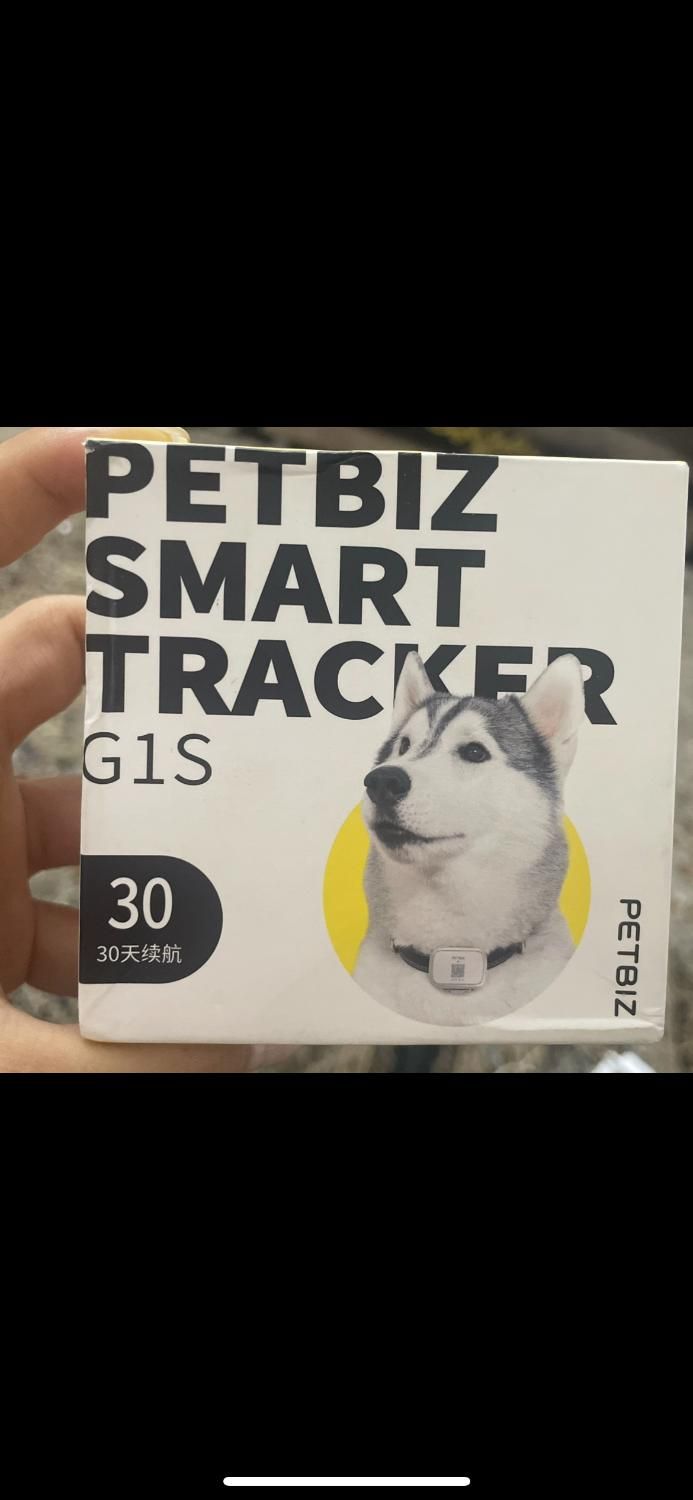 PETBIZ
SMART
TRACKER
G1S
30
30天续航
PETBIZ